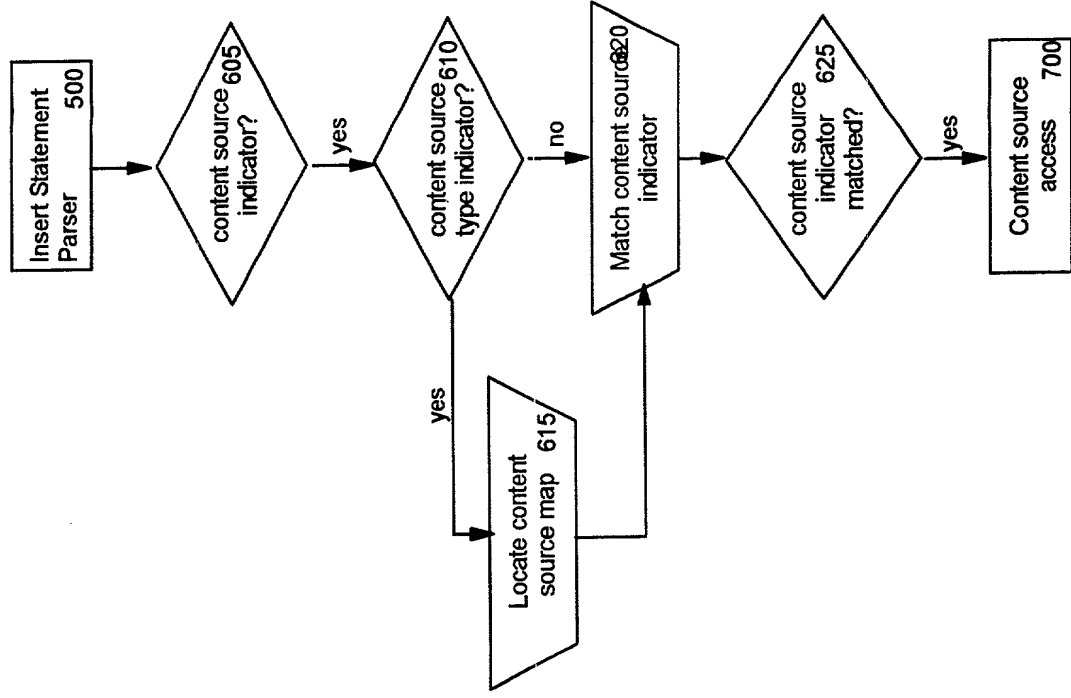 Insert Statement
Parser 500
content source
indicator? 605
yes
content source
type indicator? 610
yes
no
Locate content
source map 615
Match content source 620
indicator
content source
indicator 625
matched?
yes
Content source
access 700